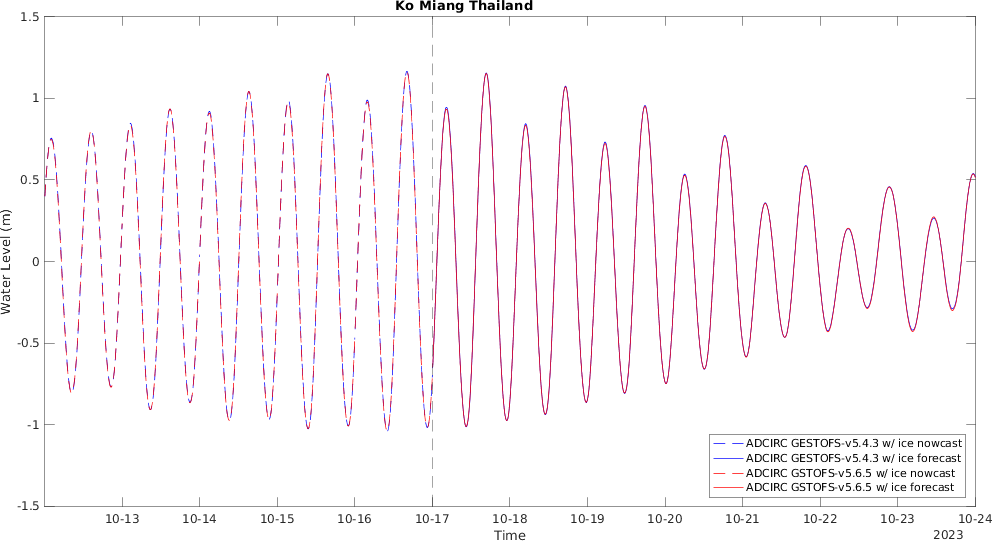 Ko Miang Thailand
1.5
1
0.5
0
-0.5
-1
-1.5
Water Level (m)
10-13 10-14 10-15 10-16 10-17 10-18 10-19 10-20 10-21 10-22 10-23 10-24
Time
2023
ADCIRC GESTOFS-v5.4.3 w/ ice nowcast
ADCIRC GESTOFS-v5.4.3 w/ ice forecast
ADCIRC GSTOFS-v5.6.5 w/ ice nowcast
ADCIRC GSTOFS-v5.6.5 w/ ice forecast